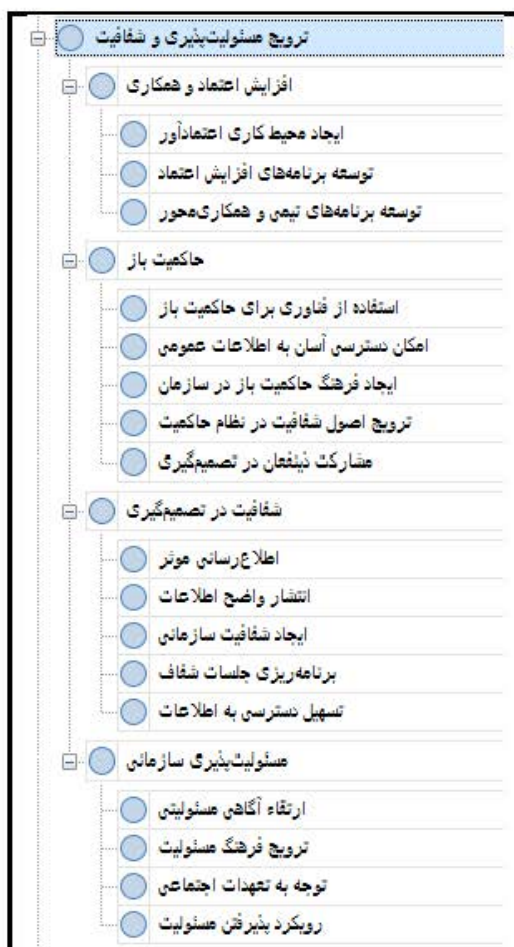 ترویج مسئولیت‌پذیری و شفافیت
افزایش اعتماد و همکاری
ایجاد محیط کاری اعتمادآور
توسعه برنامه‌های افزایش اعتماد
توسعه برنامه‌های تیمی و همکاری‌محور
حاکمیت باز
استفاده از فناوری برای حاکمیت باز
امکان دسترسی آسان به اطلاعات عمومی
ایجاد فرهنگ حاکمیت باز در سازمان
ترویج اصول شفافیت در نظام حاکمیت
مشارکت ذینفعان در تصمیم‌گیری
شفافیت در تصمیم‌گیری
اطلاع‌رسانی موثر
انتشار واضح اطلاعات
ایجاد شفافیت سازمانی
برنامه‌ریزی جلسات شفاف
تسهیل دسترسی به اطلاعات
مسئولیت‌پذیری سازمانی
ارتقاء آگاهی مسئولیتی
ترویج فرهنگ مسئولیت
توجه به تعهدات اجتماعی
رویکرد پذیرفتن مسئولیت